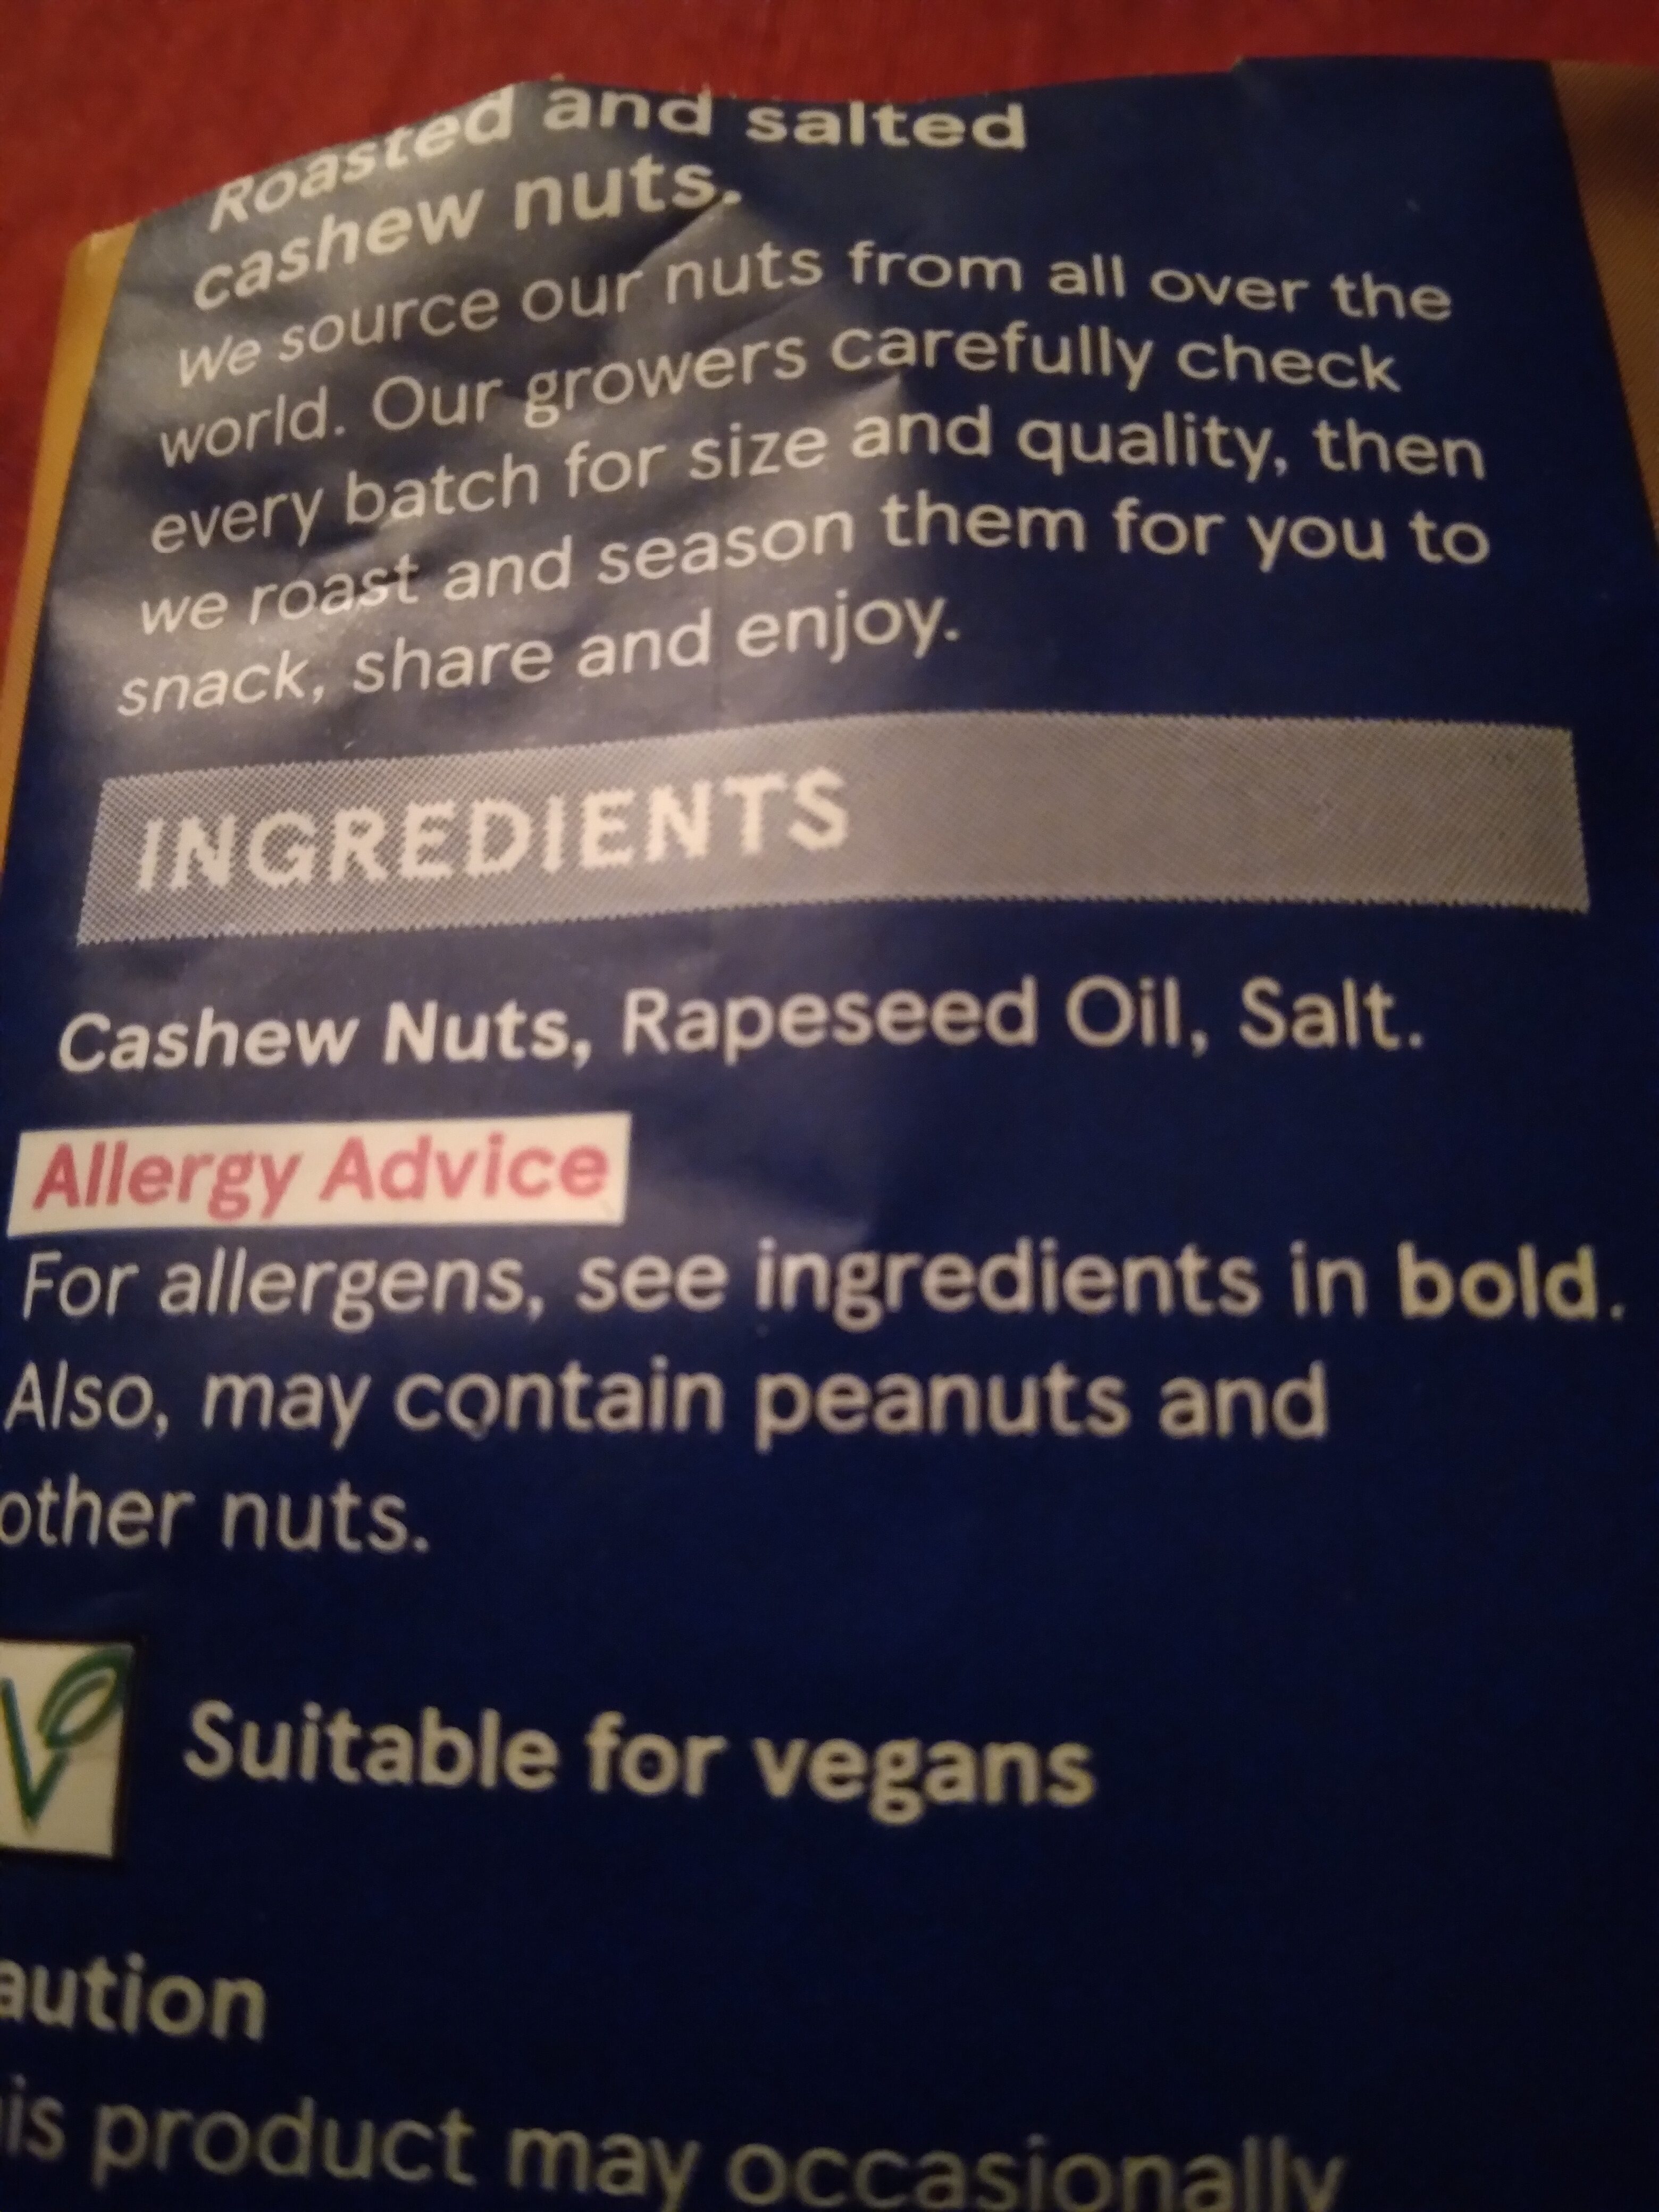 Roasted and salted
cashew nuts.
We source our nuts from all over the
world. Our growers carefully check
every batch for size and quality, then
we roast and season them for you to
snack, share and enjoy.
INGREDIENTS
Cashew Nuts, Rapeseed Oil, Salt.
Allergy Advice
For allergens, see ingredients in bold.
Also, may contain peanuts and
other nuts.
V
Suitable for vegans
aution
is product may occasionally